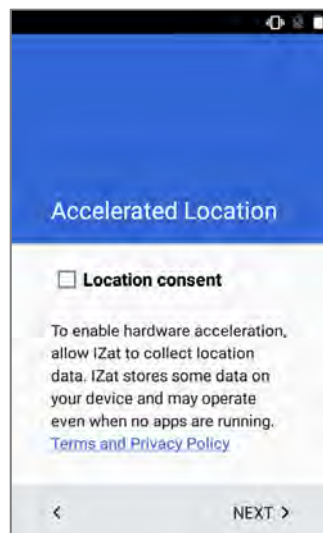 Accelerated Location
Location consent
To enable hardware acceleration,
allow IZat to collect location
data. IZat stores some data on
your device and may operate
even when no apps are running.
Terms and Privacy Policy
NEXT